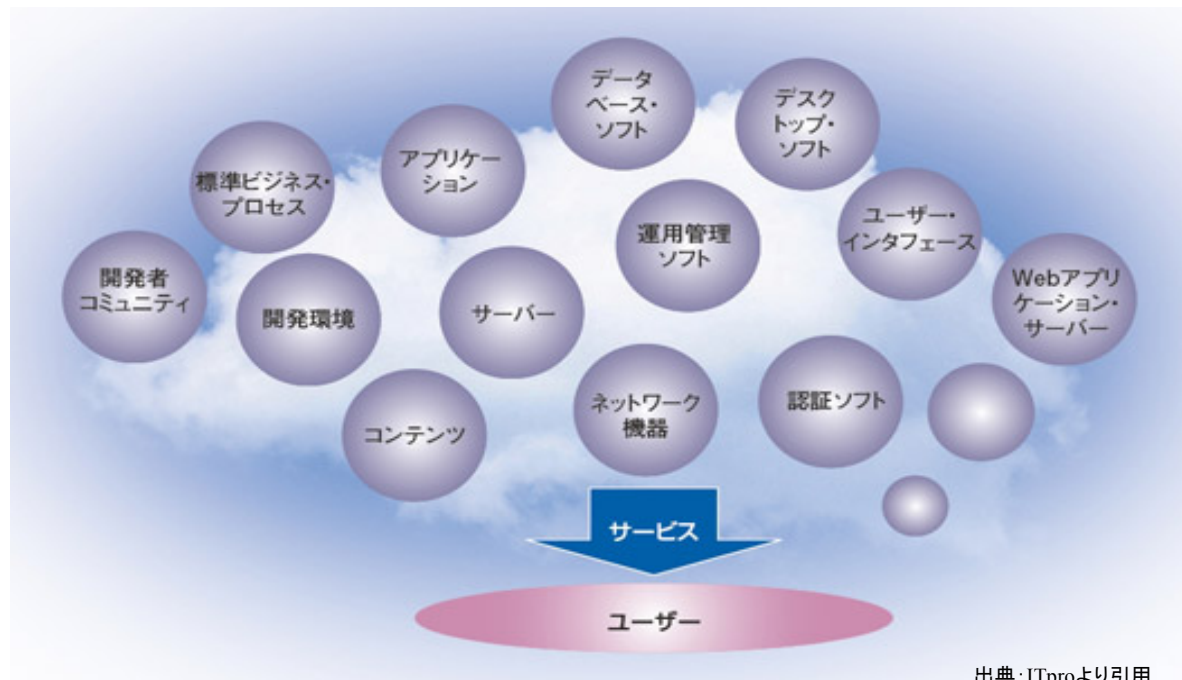 データ
ベース・
ソフト
デスク
トップ・
ソフト
アプリケー
ション
標準ビジネス・
プロセス
運用管理
ソフト
ユーザー・
インタフェース
開発者
コミュニティ
開発環境
サーバー
Webアプリ
ケーション・
サーバー
コンテンツ
ネットワーク
機器
認証ソフト
サービス
ユーザー
出典：ITproより引用